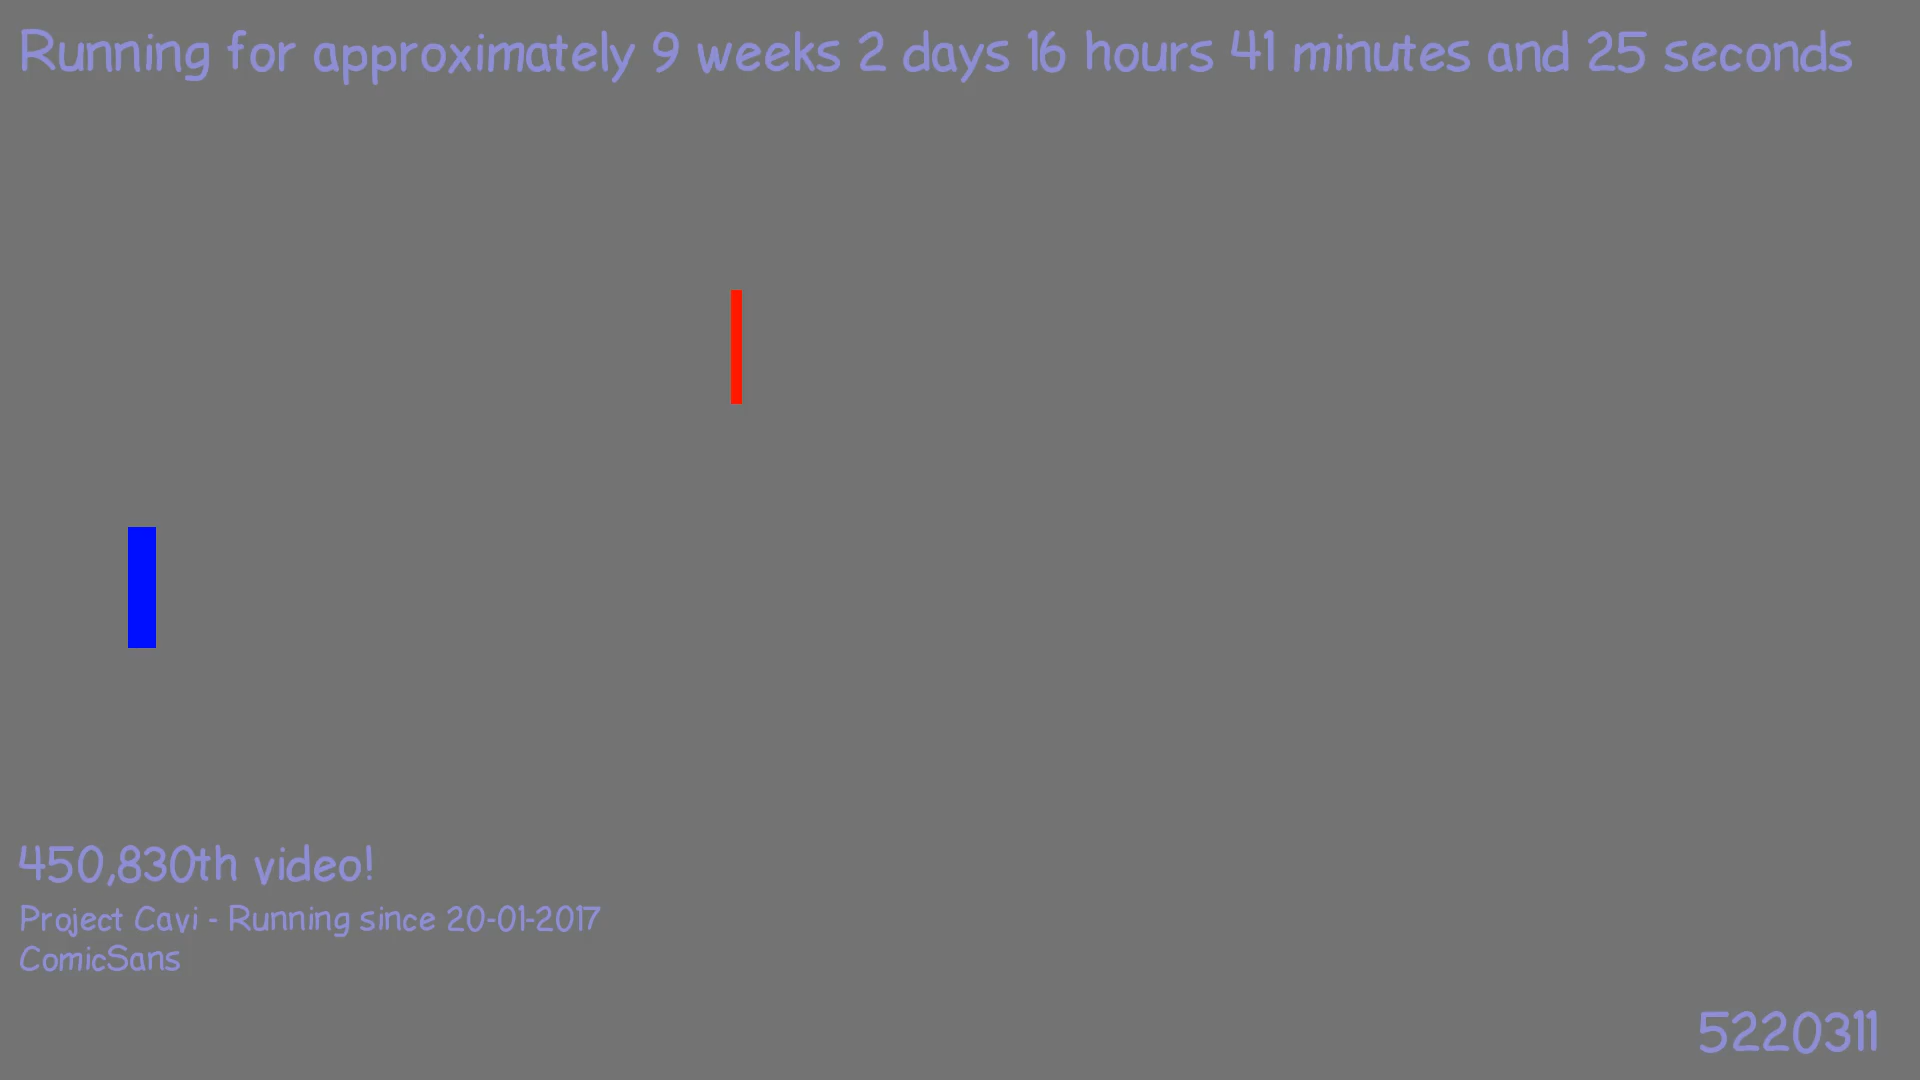 Running for approximately 9 weeks 2 days 16 hours 41 minutes and 25 seconds
450,830th video!
Project Cavi - Running since 20-01-2017
ComicSans
5220311